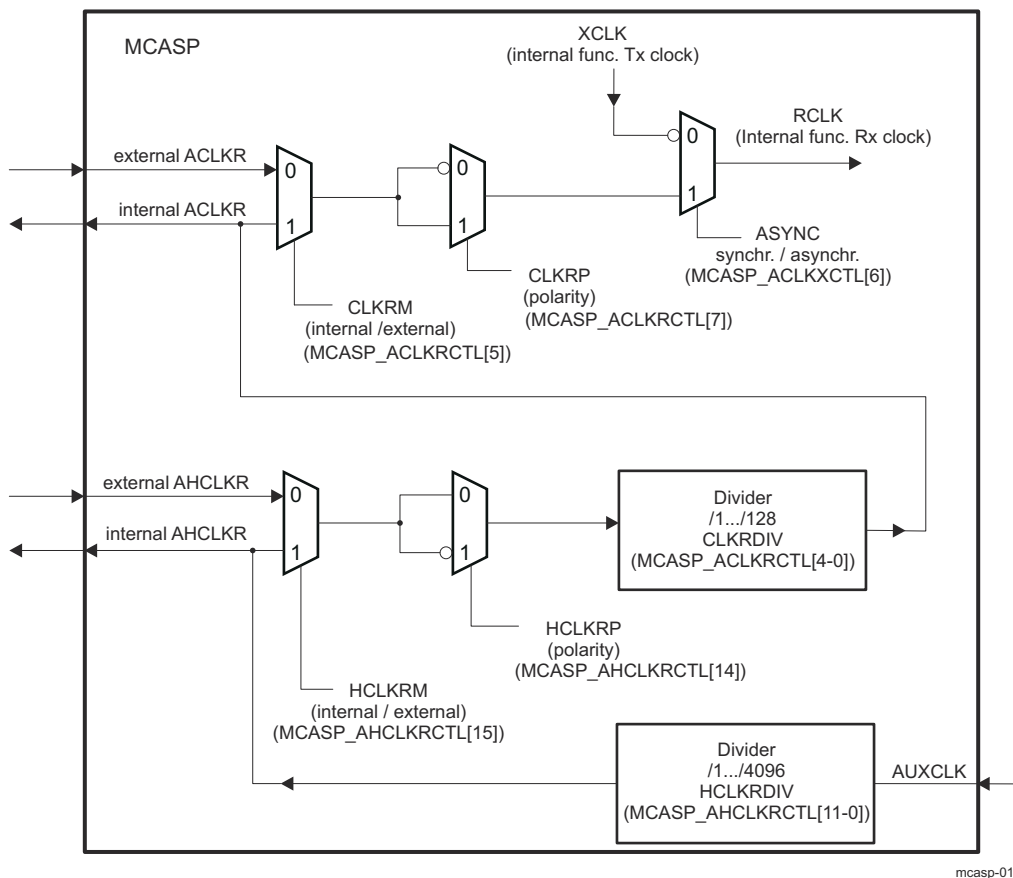 MCASP
XCLK
(internal func. Tx clock)
RCLK
(Internal func. Rx clock)
0
1
external ACLKR
internal ACLKR
0
1
0
1
ASYNC
synchr. / asynchr.
(MCASP_ACLKXCTL[6])
CLKRP
(polarity)
(MCASP_ACLKRCTL[7])
CLKRM
(internal /external)
(MCASP_ACLKRCTL[5])
external AHCLKR
internal AHCLKR
0
1
0
1
Divider
/1.../128
CLKRDIV
(MCASP_ACLKRCTL[4-0])
HCLKRP
(polarity)
(MCASP_AHCLKRCTL[14])
HCLKRM
(internal / external)
(MCASP_AHCLKRCTL[15])
Divider
/1.../4096
HCLKRDIV
(MCASP_AHCLKRCTL[11-0])
AUXCLK
mcasp-01